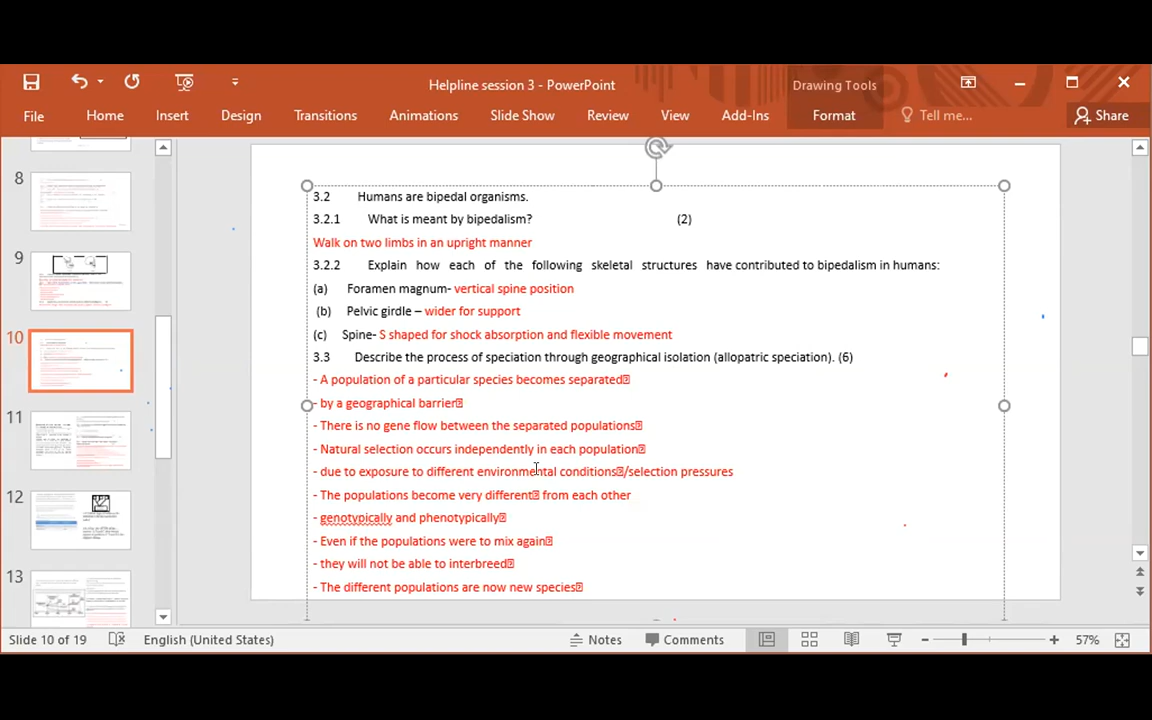 Helpline session 3 - PowerPoint
Drawing Tools
File
Home
Insert
Design
Transitions
Animations
Slide Show
Review
View
Add-Ins
Format
Tell me...
Share
8
9
10
11
12
13
3.2 Humans are bipedal organisms.
3.2.1 What is meant by bipedalism? (2)
Walk on two limbs in an upright manner
3.2.2 Explain how each of the following skeletal structures have contributed to bipedalism in humans:
(a) Foramen magnum- vertical spine position
(b) Pelvic girdle – wider for support
(c) Spine- S shaped for shock absorption and flexible movement
3.3 Describe the process of speciation through geographical isolation (allopatric speciation). (6)
- A population of a particular species becomes separated
- by a geographical barrier
- There is no gene flow between the separated populations
- Natural selection occurs independently in each population
- due to exposure to different environmental conditions/selection pressures
- The populations become very different from each other
- genotypically and phenotypically
- Even if the populations were to mix again
- they will not be able to interbreed
- The different populations are now new species
Slide 10 of 19
English (United States)
Notes
Comments
57%